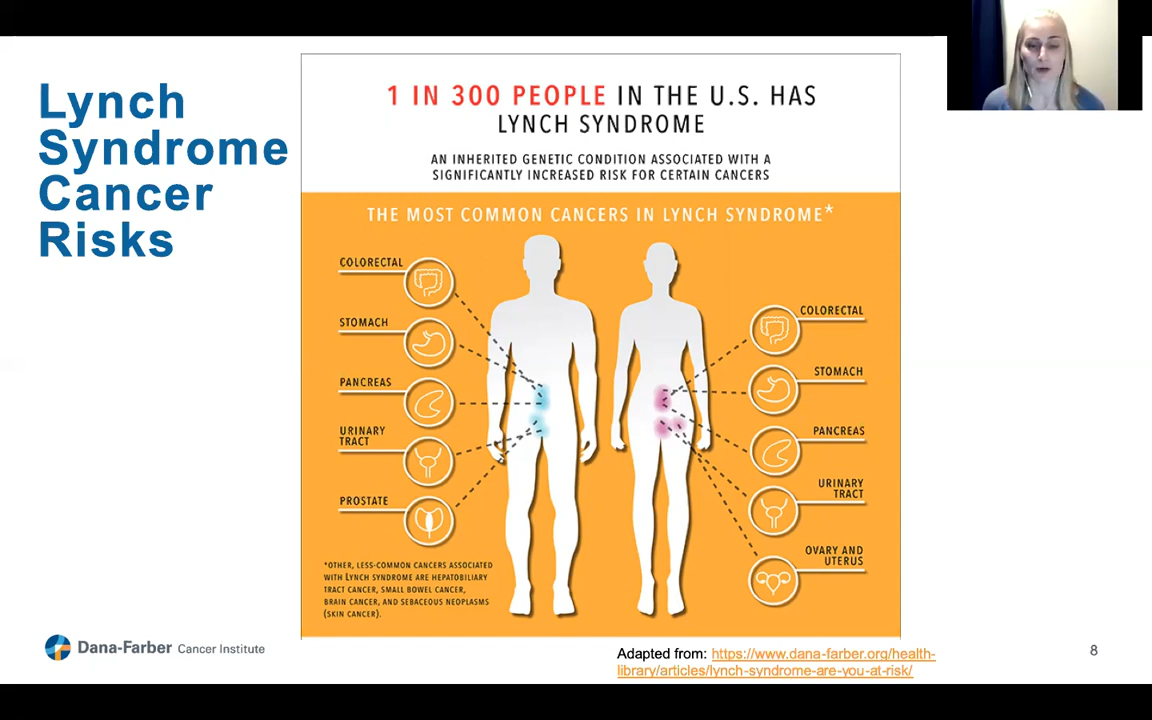 Lynch
Syndrome
Cancer
Risks
1 IN 300 PEOPLE IN THE U.S. HAS
LYNCH SYNDROME
AN INHERITED GENETIC CONDITION ASSOCIATED WITH A
SIGNIFICANTLY INCREASED RISK FOR CERTAIN CANCERS
THE MOST COMMON CANCERS IN LYNCH SYNDROME*
COLORECTAL
STOMACH
PANCREAS
URINARY
TRACT
PROSTATE
COLORECTAL
STOMACH
PANCREAS
URINARY
TRACT
OVARY AND
UTERUS
*OTHER, LESS-COMMON CANCERS ASSOCIATED
WITH LYNCH SYNDROME ARE HEPATOBILIARY
TRACT CANCER, SMALL BOWEL CANCER,
BRAIN CANCER, AND SEBACEOUS NEOPLASMS
(SKIN CANCER).
Dana-Farber Cancer Institute
Adapted from: https://www.dana-farber.org/health-
library/articles/lynch-syndrome-are-you-at-risk/
8